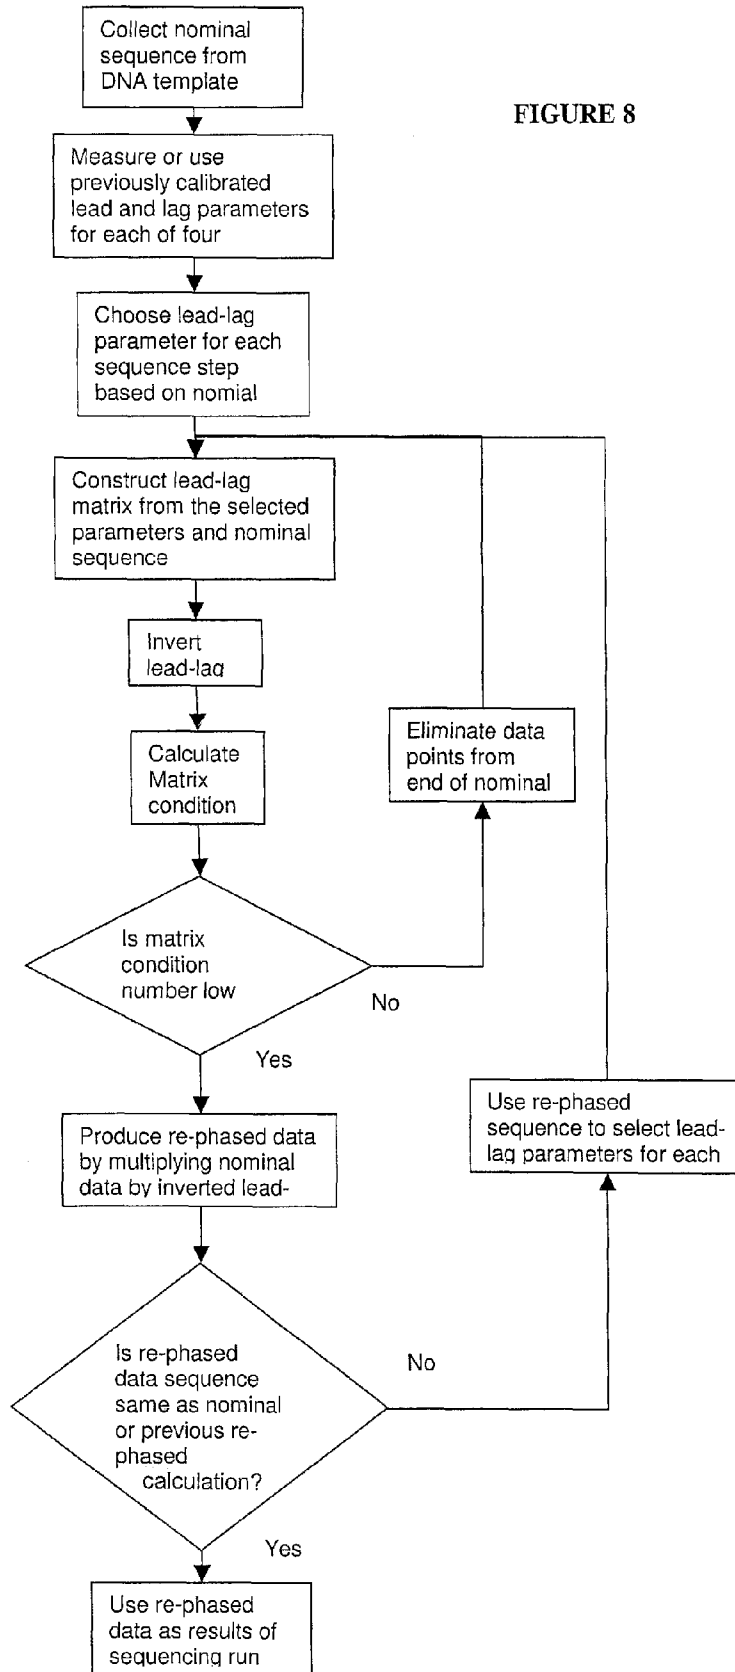 Collect nominal
sequence from
DNA template
FIGURE 8
Measure or use
previously calibrated
lead and lag parameters
for each of four
Choose lead-lag
parameter for each
sequence step
based on nomial
Construct lead-lag
matrix from the selected
parameters and nominal
sequence
Invert
lead-lag
Calculate
Matrix
condition
Eliminate data
points from
end of nominal
Is matrix
condition
number low
No
Yes
Produce re-phased data
by multiplying nominal
data by inverted lead-
Use re-phased
sequence to select lead-
lag parameters for each
Is re-phased
data sequence
same as nominal
or previous re-
phased
calculation?
No
Yes
Use re-phased
data as results of
sequencing run